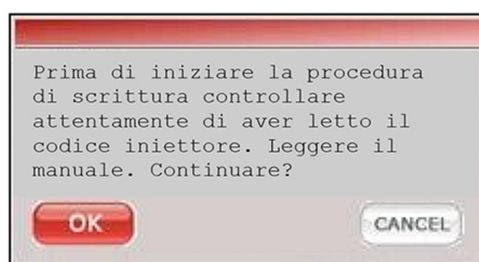 Prima di iniziare la procedura
di scrittura controllare
attentamente di aver letto il
codice iniettore. Leggere il
manuale. Continuare?
OK
CANCEL